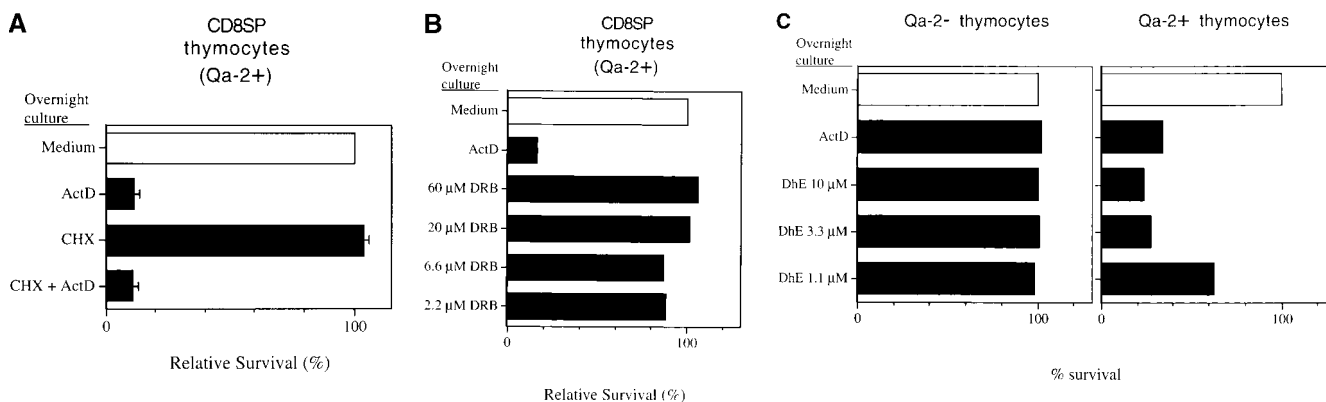 A
CD8SP
thymocytes
(Qa-2+)
Overnight
culture
Medium
ActD
CHX
CHX + ActD
0
100
Relative Survival (%)
B
CD8SP
thymocytes
(Qa-2+)
Overnight
culture
Medium
ActD
60 µM DRB
20 µM DRB
6.6 µM DRB
2.2 µM DRB
0
100
Relative Survival (%)
C
Qa-2- thymocytes
Qa-2+ thymocytes
Overnight
culture
Medium
ActD
DhE 10 µM
DhE 3.3 µM
DhE 1.1 µM
0
100
0
100
% survival